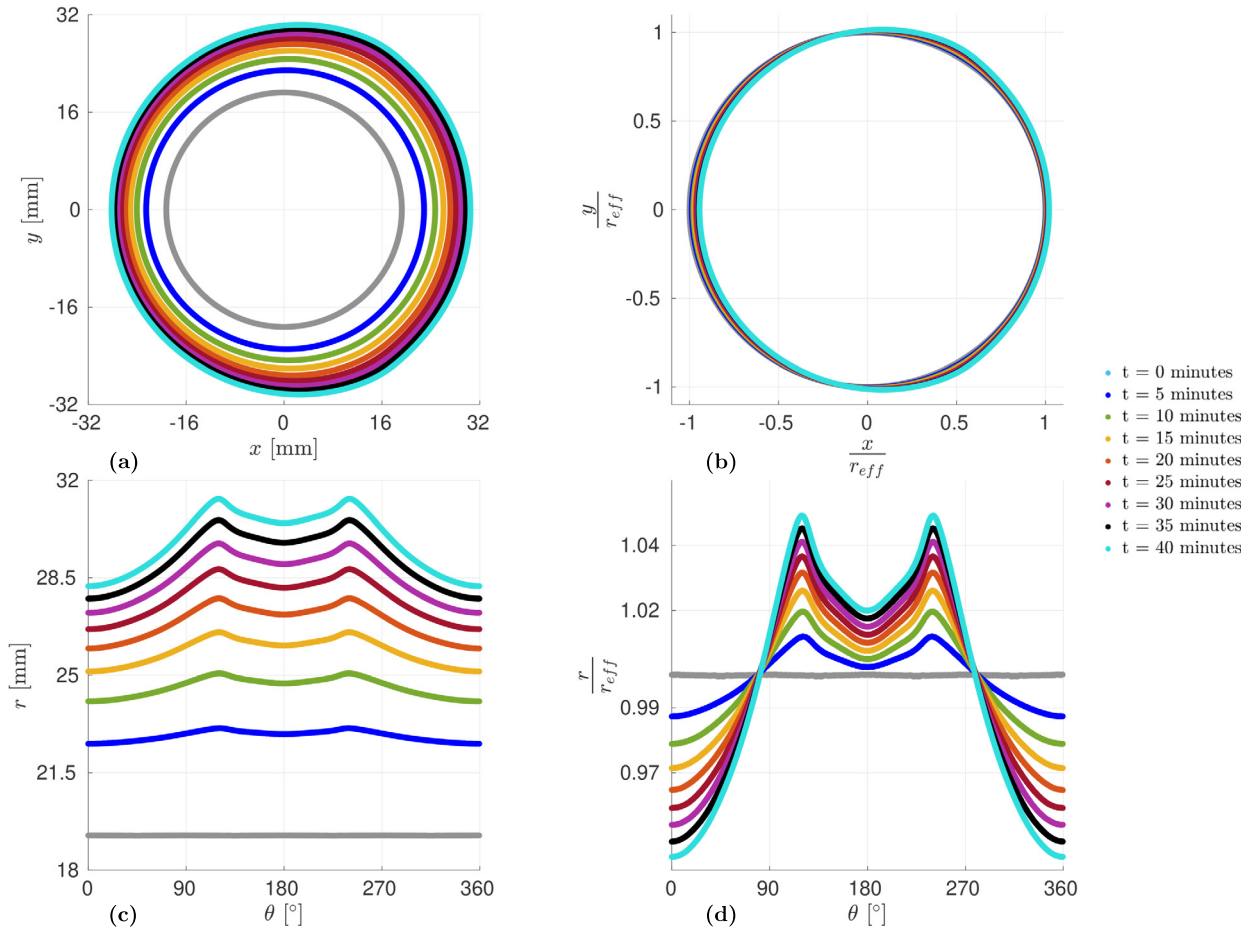 32
16
0
-16
-32
y [mm]
-32
-16
0
16
32
x [mm]
(a)
1
0.5
0
-0.5
-1
y
r_eff
-1
-0.5
0
0.5
1
x
r_eff
(b)
t = 0 minutes
t = 5 minutes
t = 10 minutes
t = 15 minutes
t = 20 minutes
t = 25 minutes
t = 30 minutes
t = 35 minutes
t = 40 minutes
32
28.5
25
21.5
18
r [mm]
0
90
180
270
360
θ [°]
(c)
1.04
1.02
0.99
0.97
r
r_eff
0
90
180
270
360
θ [°]
(d)